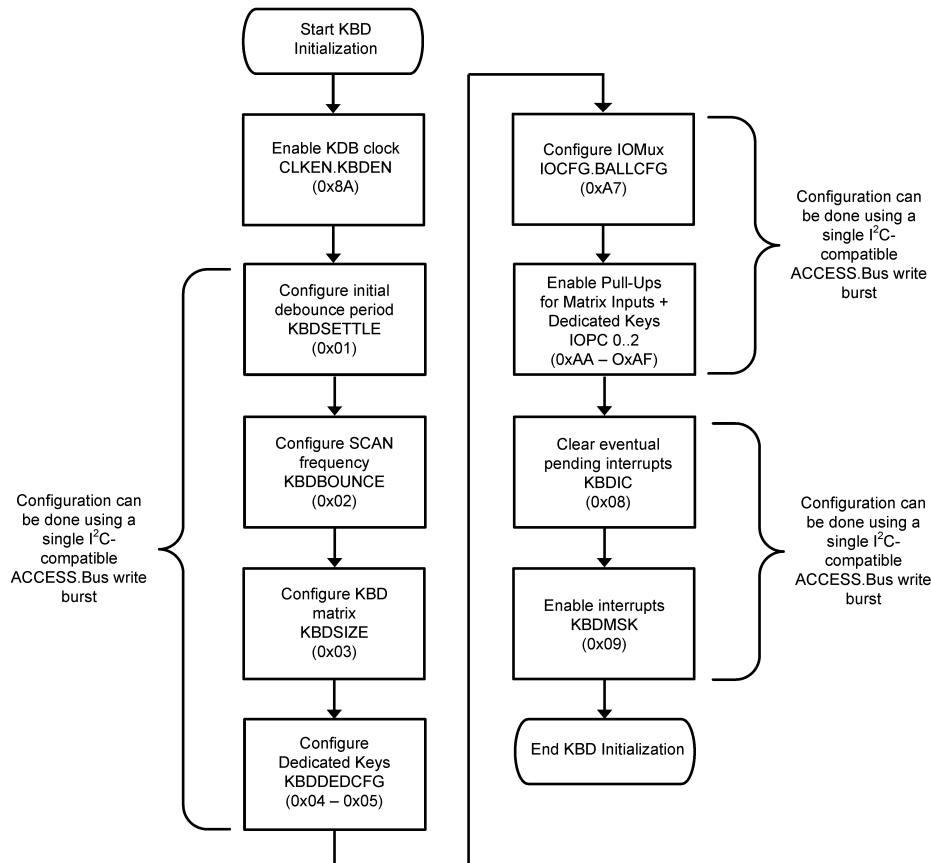 Start KBD
Initialization
Enable KDB clock
CLKEN.KBDEN
(0x8A)
Configure initial
debounce period
KBDSETTLE
(0x01)
Configure SCAN
frequency
KBDBOUNCE
(0x02)
Configure KBD
matrix
KBDSIZE
(0x03)
Configure
Dedicated Keys
KBDDEDCFG
(0x04 – 0x05)
Configuration can
be done using a
single I²C-
compatible
ACCESS.Bus write
burst
Configure IOMux
IOCFG.BALLCFG
(0xA7)
Enable Pull-Ups
for Matrix Inputs +
Dedicated Keys
IOPC 0..2
(0xAA – OxAF)
Configuration can
be done using a
single I²C-
compatible
ACCESS.Bus write
burst
Clear eventual
pending interrupts
KBDIC
(0x08)
Enable interrupts
KBDMSK
(0x09)
Configuration can
be done using a
single I²C-
compatible
ACCESS.Bus write
burst
End KBD Initialization